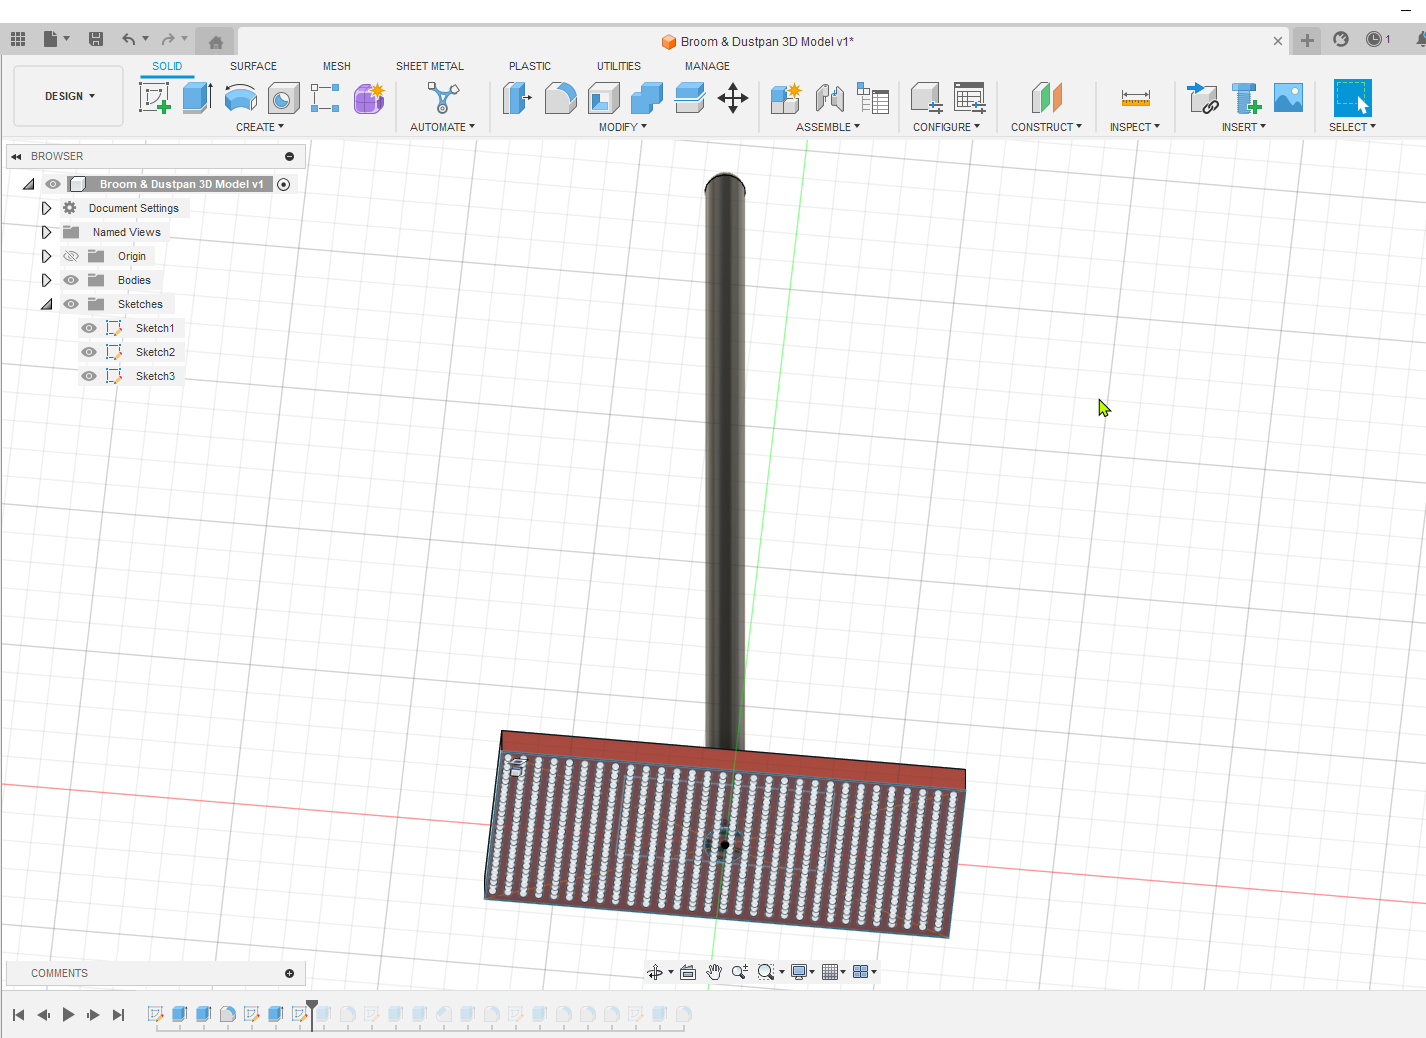 Broom & Dustpan 3D Model v1*
1
SOLID SURFACE MESH SHEET METAL PLASTIC UTILITIES MANAGE
DESIGN
CREATE AUTOMATE MODIFY ASSEMBLE CONFIGURE CONSTRUCT INSPECT INSERT SELECT
BROWSER
Broom & Dustpan 3D Model v1
Document Settings
Named Views
Origin
Bodies
Sketches
Sketch1
Sketch2
Sketch3
COMMENTS